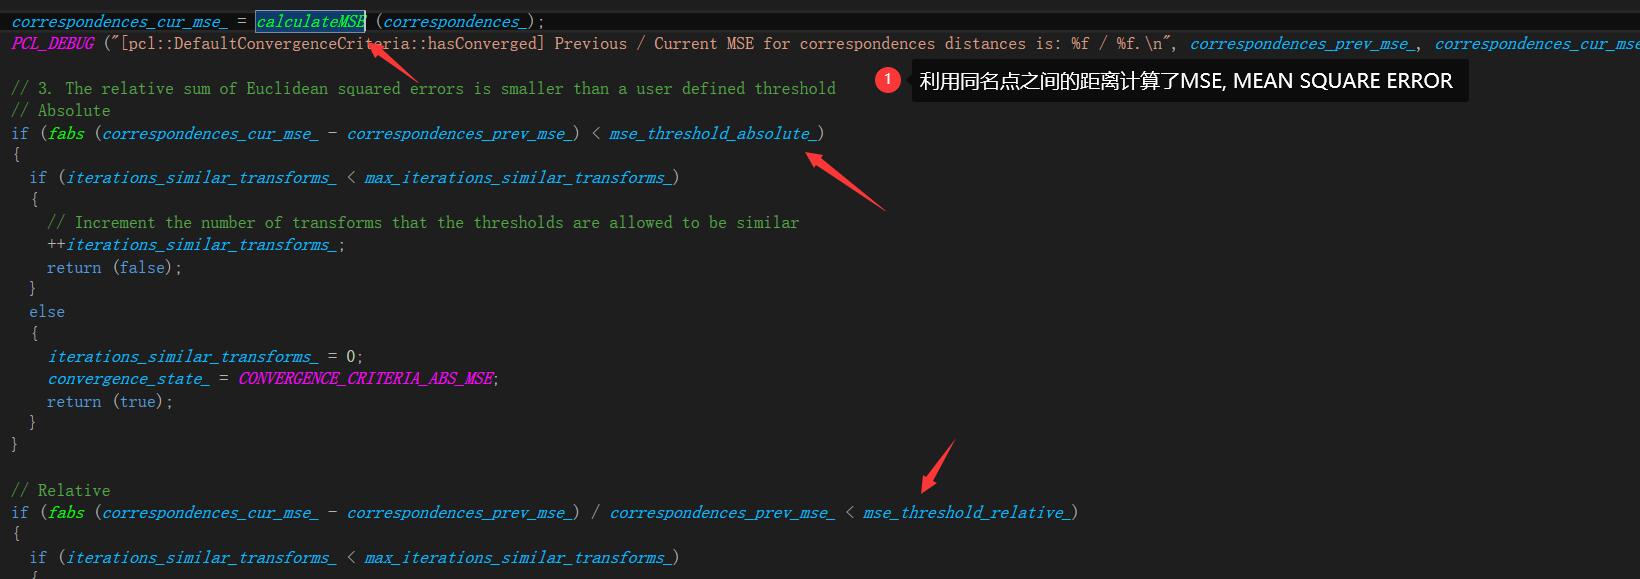 correspondences_cur_mse_ = calculateMSE (correspondences_);
PCL_DEBUG ("[pcl::DefaultConvergenceCriteria::hasConverged] Previous / Current MSE for correspondences distances is: %f / %f.\n", correspondences_prev_mse_, correspondences_cur_mse
1 利用同名点之间的距离计算了MSE, MEAN SQUARE ERROR
// 3. The relative sum of Euclidean squared errors is smaller than a user defined threshold
// Absolute
if (fabs (correspondences_cur_mse_ - correspondences_prev_mse_) < mse_threshold_absolute_)
{
if (iterations_similar_transforms_ < max_iterations_similar_transforms_)
{
// Increment the number of transforms that the thresholds are allowed to be similar
++iterations_similar_transforms_;
return (false);
}
else
{
iterations_similar_transforms_ = 0;
convergence_state_ = CONVERGENCE_CRITERIA_ABS_MSE;
return (true);
}
}
// Relative
if (fabs (correspondences_cur_mse_ - correspondences_prev_mse_) / correspondences_prev_mse_ < mse_threshold_relative_)
{
if (iterations_similar_transforms_ < max_iterations_similar_transforms_)
{